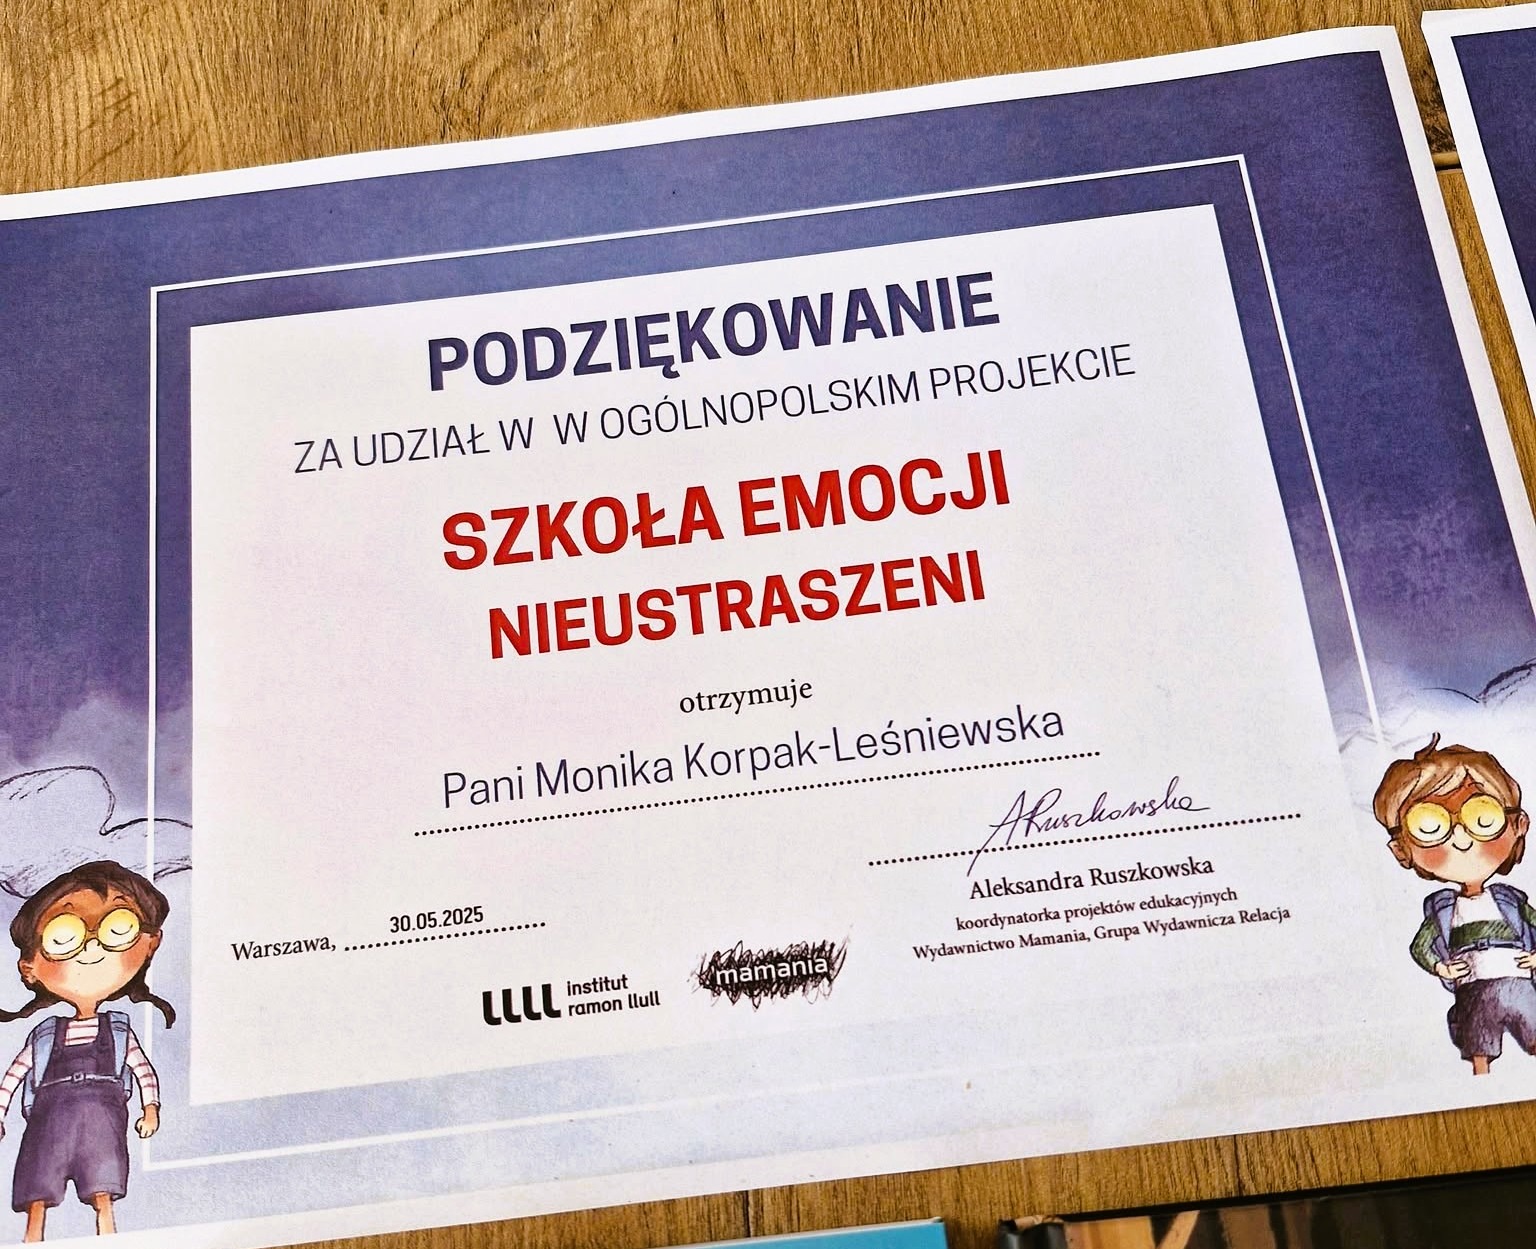 PODZIĘKOWANIE
ZA UDZIAŁ W W OGÓLNOPOLSKIM PROJEKCIE
SZKOŁA EMOCJI
NIEUSTRASZENI
otrzymuje
Pani Monika Korpak-Leśniewska
ARuszkowska
Aleksandra Ruszkowska
koordynatorka projektów edukacyjnych
Wydawnictwo Mamania, Grupa Wydawnicza Relacja
Warszawa, 30.05.2025
institut
ramon llull
mamania